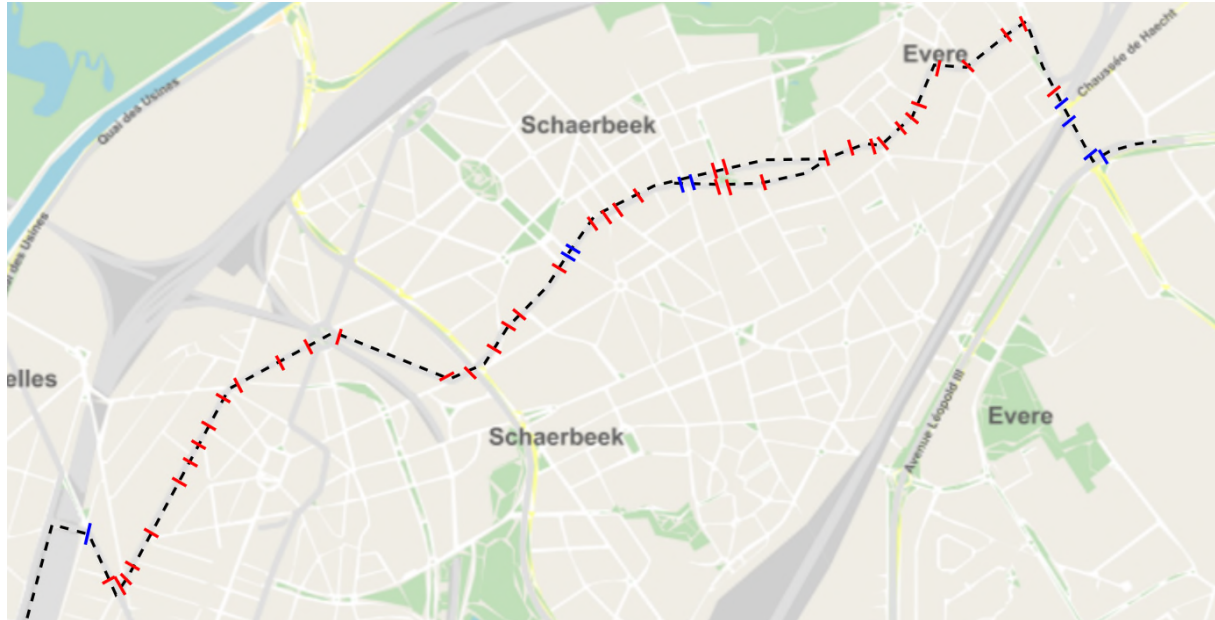 Evere
Chaussée de Haecht
Quai des Usines
Schaerbeek
des Usines
elles
Schaerbeek
Avenue Léopold III
Evere